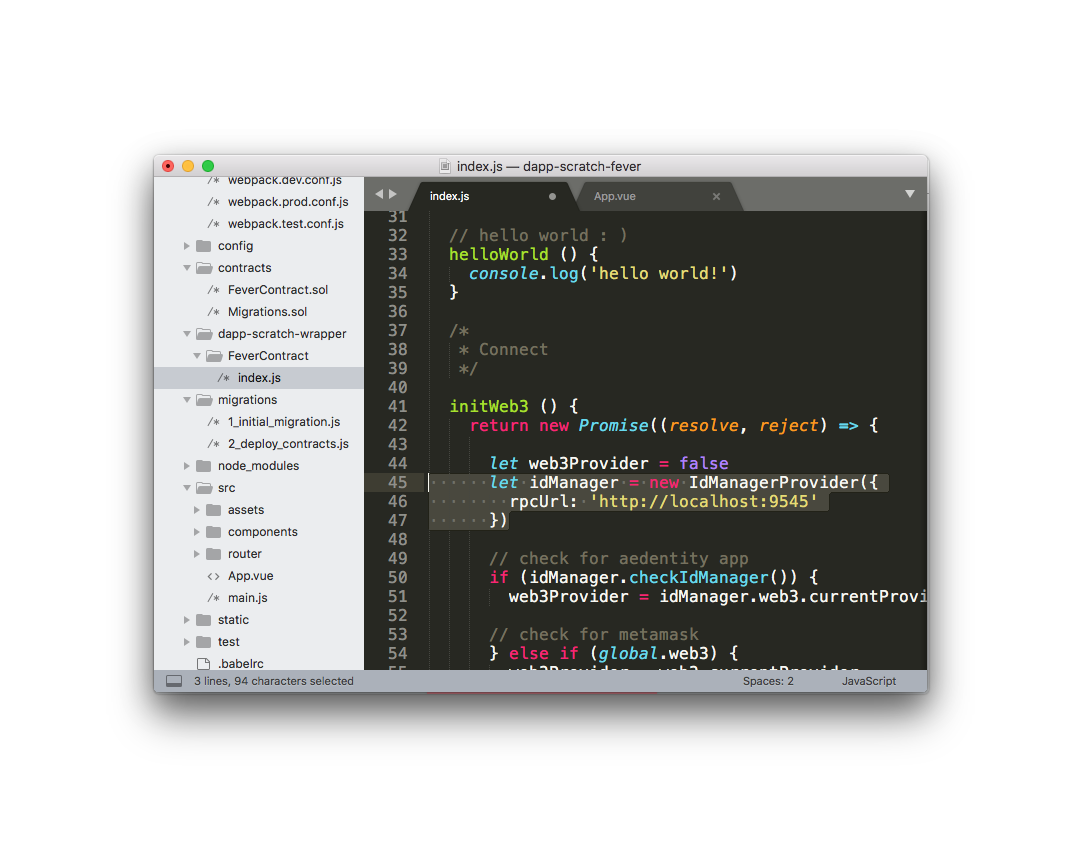 index.js — dapp-scratch-fever
/* webpack.dev.conf.js
/* webpack.prod.conf.js
/* webpack.test.conf.js
config
contracts
/* FeverContract.sol
/* Migrations.sol
dapp-scratch-wrapper
FeverContract
/* index.js
migrations
/* 1_initial_migration.js
/* 2_deploy_contracts.js
node_modules
src
assets
components
router
<> App.vue
/* main.js
static
test
.babelrc
index.js
App.vue
31
32 // hello world : )
33 helloWorld () {
34 console.log('hello world!')
35 }
36
37 /*
38 * Connect
39 */
40
41 initWeb3 () {
42 return new Promise((resolve, reject) => {
43
44 let web3Provider = false
45 let idManager = new IdManagerProvider({
46 rpcUrl: 'http://localhost:9545'
47 })
48
49 // check for aedentity app
50 if (idManager.checkIdManager()) {
51 web3Provider = idManager.web3.currentProvi
52
53 // check for metamask
54 } else if (global.web3) {
55 web3Provider = web3.currentProvider
3 lines, 94 characters selected
Spaces: 2
JavaScript